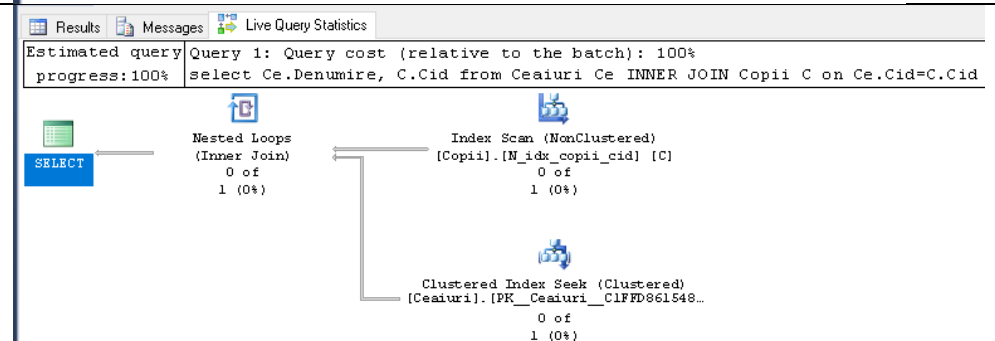 Results Messages Live Query Statistics
Estimated query Query 1: Query cost (relative to the batch): 100%
progress:100% select Ce.Denumire, C.Cid from Ceaiuri Ce INNER JOIN Copii C on Ce.Cid=C.Cid
SELECT
Nested Loops
(Inner Join)
0 of
1 (0%)
Index Scan (NonClustered)
[Copii].[N_idx_copii_cid] [C]
0 of
1 (0%)
Clustered Index Seek (Clustered)
[Ceaiuri].[PK__Ceaiuri__C1FFD861548…
0 of
1 (0%)